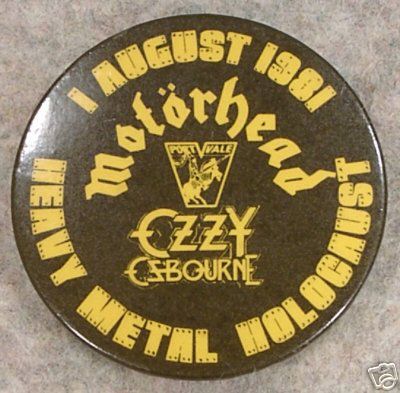 1 AUGUST 1981
Motörhead
PORT VALE
OZZY
OSBOURNE
HEAVY METAL HOLOCAUST